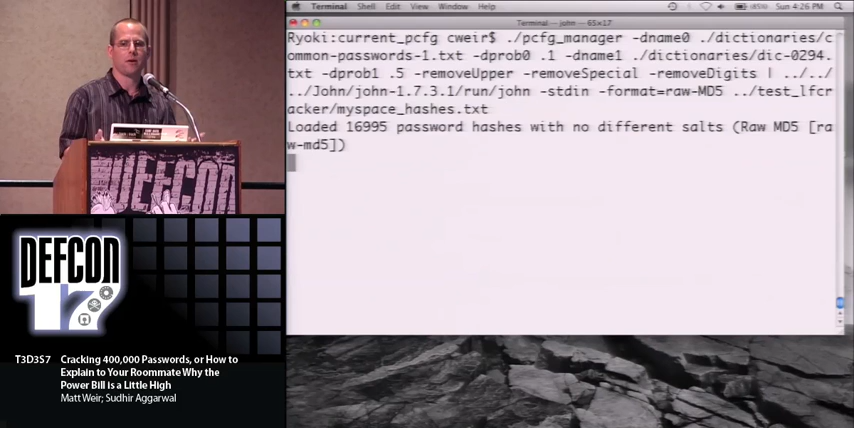 Terminal Shell Edit View Window Help
Sun 4:26 PM
Terminal — john — 65×17
Ryoki:current_pcfg cweir$ ./pcfg_manager -dname0 ./dictionaries/c
ommon-passwords-1.txt -dprob0 .1 -dname1 ./dictionaries/dic-0294.
txt -dprob1 .5 -removeUpper -removeSpecial -removeDigits | ../../
../John/john-1.7.3.1/run/john -stdin -format=raw-MD5 ../test_lfcr
acker/myspace_hashes.txt
Loaded 16995 password hashes with no different salts (Raw MD5 [ra
w-md5])
DEFCON
DEFCON
17
T3D3S7 Cracking 400,000 Passwords, or How to
Explain to Your Roommate Why the
Power Bill is a Little High
Matt Weir; Sudhir Aggarwal